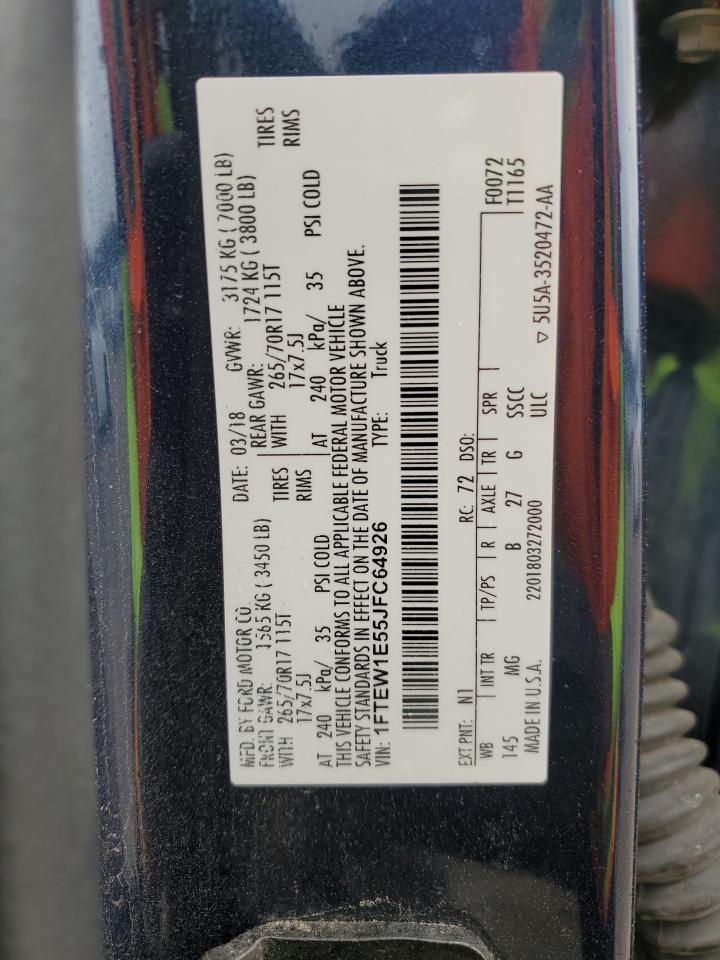 MFD. BY FORD MOTOR CO. DATE: 03/18 GVWR: 3175 KG ( 7000 LB)
FRONT GAWR: 1565 KG ( 3450 LB) REAR GAWR: 1724 KG ( 3800 LB)
WITH 265/70R17 115T TIRES WITH 265/70R17 115T TIRES
17x7.5J RIMS 17x7.5J RIMS
AT 240 kPa/ 35 PSI COLD AT 240 kPa/ 35 PSI COLD
THIS VEHICLE CONFORMS TO ALL APPLICABLE FEDERAL MOTOR VEHICLE
SAFETY STANDARDS IN EFFECT ON THE DATE OF MANUFACTURE SHOWN ABOVE.
VIN: 1FTEW1E55JFC64926 TYPE: Truck
EXT PNT: N1 RC: 72 DSO: F0072
WB INT TR TP/PS R AXLE TR SPR T1165
145 MG B 27 G SSCC
MADE IN U.S.A. 2201803272000 ULC ▽ 5U5A-3520472-AA